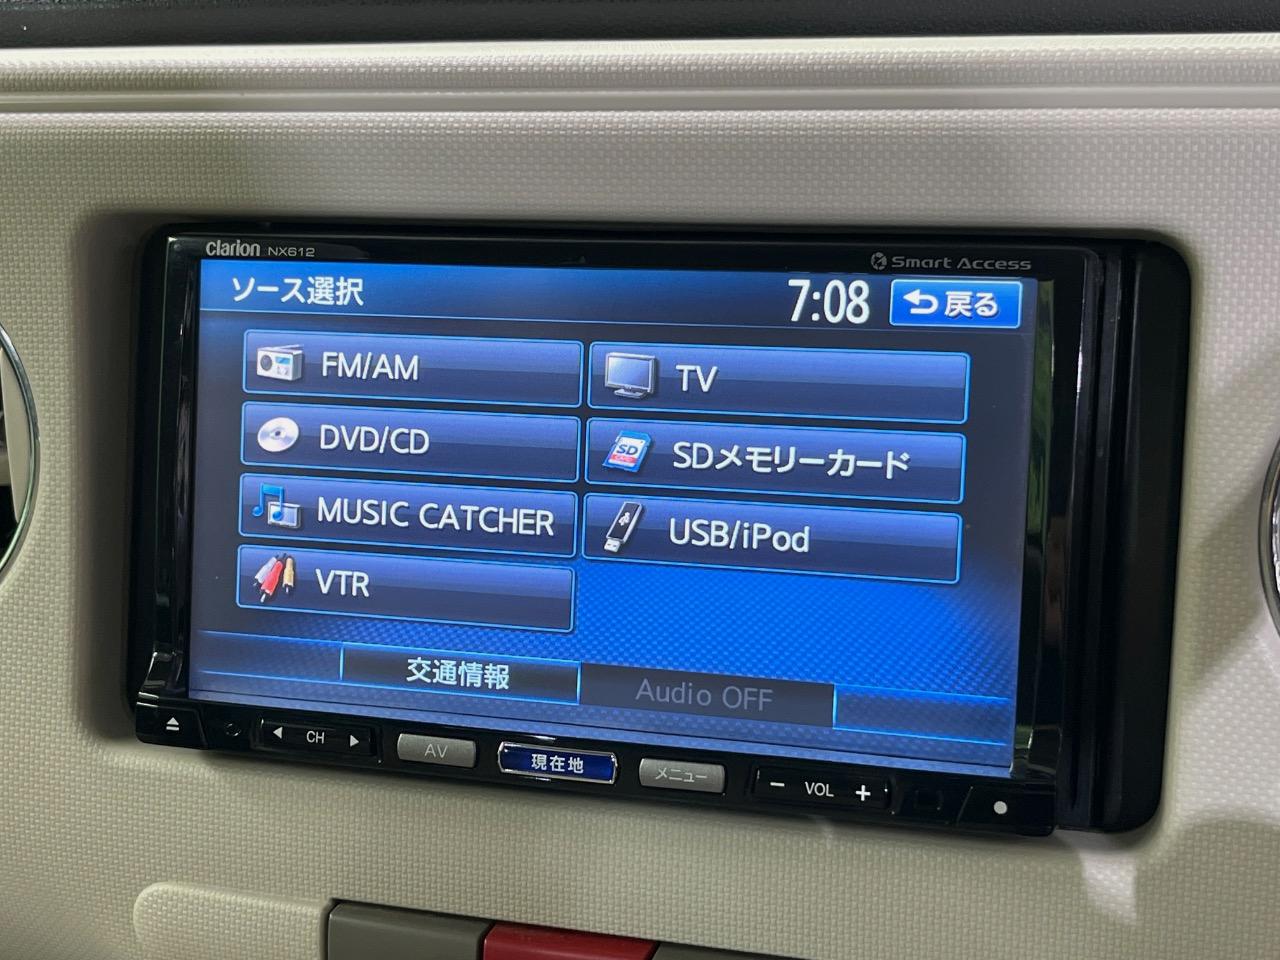 clarion NX612
Smart Access
ソース選択
7:08
戻る
FM/AM
TV
DVD/CD
SD
SDメモリーカード
MUSIC CATCHER
USB/iPod
VTR
交通情報
Audio OFF
CH
AV
現在地
メニュー
− VOL +